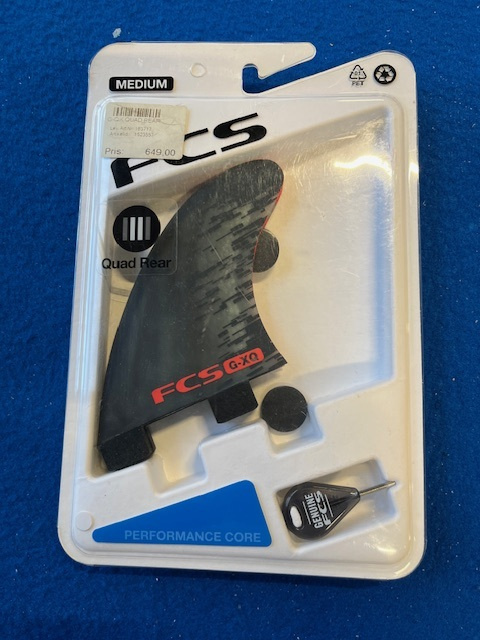 MEDIUM
Pris:
649,00
FCS
Quad Rear
FCS G-XQ
GENUINE
FCS
PERFORMANCE CORE